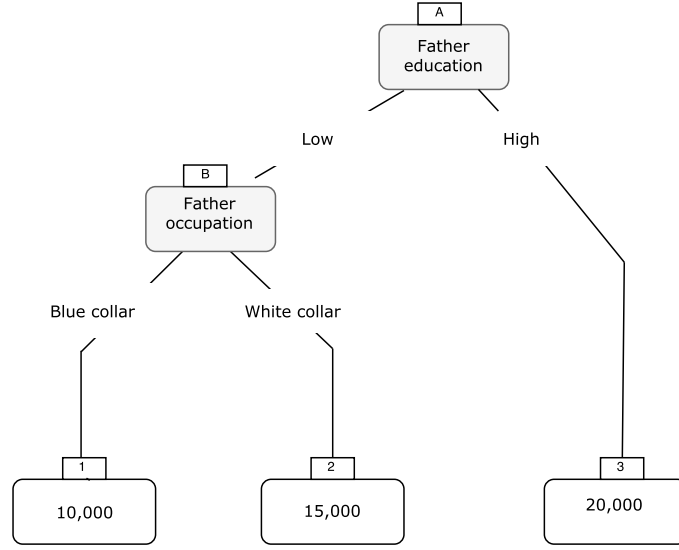 A
Father
education
Low
High
B
Father
occupation
Blue collar
White collar
1
2
3
10,000
15,000
20,000